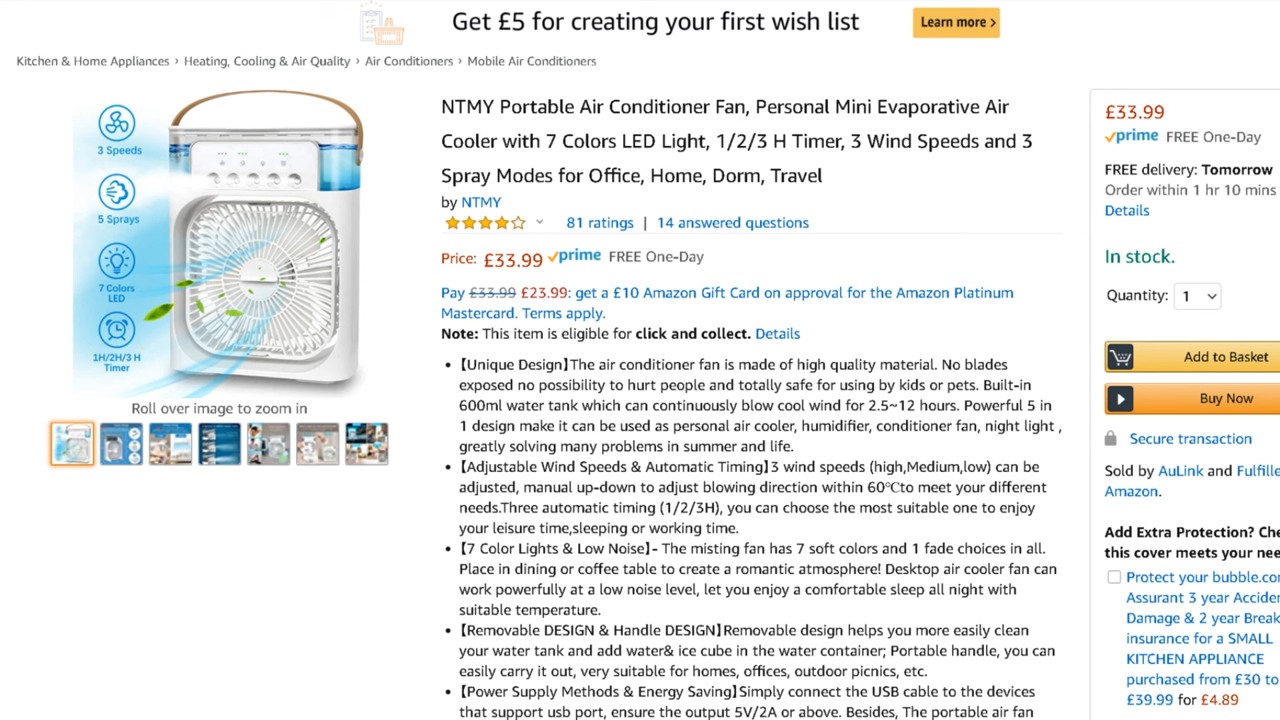 Get £5 for creating your first wish list
Learn more ›
Kitchen & Home Appliances › Heating, Cooling & Air Quality › Air Conditioners › Mobile Air Conditioners
3 Speeds
5 Sprays
7 Colors
LED
1H/2H/3 H
Timer
Roll over image to zoom in
NTMY Portable Air Conditioner Fan, Personal Mini Evaporative Air
Cooler with 7 Colors LED Light, 1/2/3 H Timer, 3 Wind Speeds and 3
Spray Modes for Office, Home, Dorm, Travel
by NTMY
81 ratings | 14 answered questions
Price: £33.99 prime FREE One-Day
Pay £33.99 £23.99: get a £10 Amazon Gift Card on approval for the Amazon Platinum
Mastercard. Terms apply.
Note: This item is eligible for click and collect. Details
• 【Unique Design】The air conditioner fan is made of high quality material. No blades
exposed no possibility to hurt people and totally safe for using by kids or pets. Built-in
600ml water tank which can continuously blow cool wind for 2.5~12 hours. Powerful 5 in
1 design make it can be used as personal air cooler, humidifier, conditioner fan, night light ,
greatly solving many problems in summer and life.
• 【Adjustable Wind Speeds & Automatic Timing】3 wind speeds (high,Medium,low) can be
adjusted, manual up-down to adjust blowing direction within 60℃to meet your different
needs.Three automatic timing (1/2/3H), you can choose the most suitable one to enjoy
your leisure time,sleeping or working time.
• 【7 Color Lights & Low Noise】- The misting fan has 7 soft colors and 1 fade choices in all.
Place in dining or coffee table to create a romantic atmosphere! Desktop air cooler fan can
work powerfully at a low noise level, let you enjoy a comfortable sleep all night with
suitable temperature.
• 【Removable DESIGN & Handle DESIGN】Removable design helps you more easily clean
your water tank and add water& ice cube in the water container; Portable handle, you can
easily carry it out, very suitable for homes, offices, outdoor picnics, etc.
• 【Power Supply Methods & Energy Saving】Simply connect the USB cable to the devices
that support usb port, ensure the output 5V/2A or above. Besides, The portable air fan
£33.99
prime FREE One-Day
FREE delivery: Tomorrow
Order within 1 hr 10 mins
Details
In stock.
Quantity: 1
Add to Basket
Buy Now
Secure transaction
Sold by AuLink and Fulfille
Amazon.
Add Extra Protection? Che
this cover meets your nee
Protect your bubble.co
Assurant 3 year Accider
Damage & 2 year Break
insurance for a SMALL
KITCHEN APPLIANCE
purchased from £30 to
£39.99 for £4.89